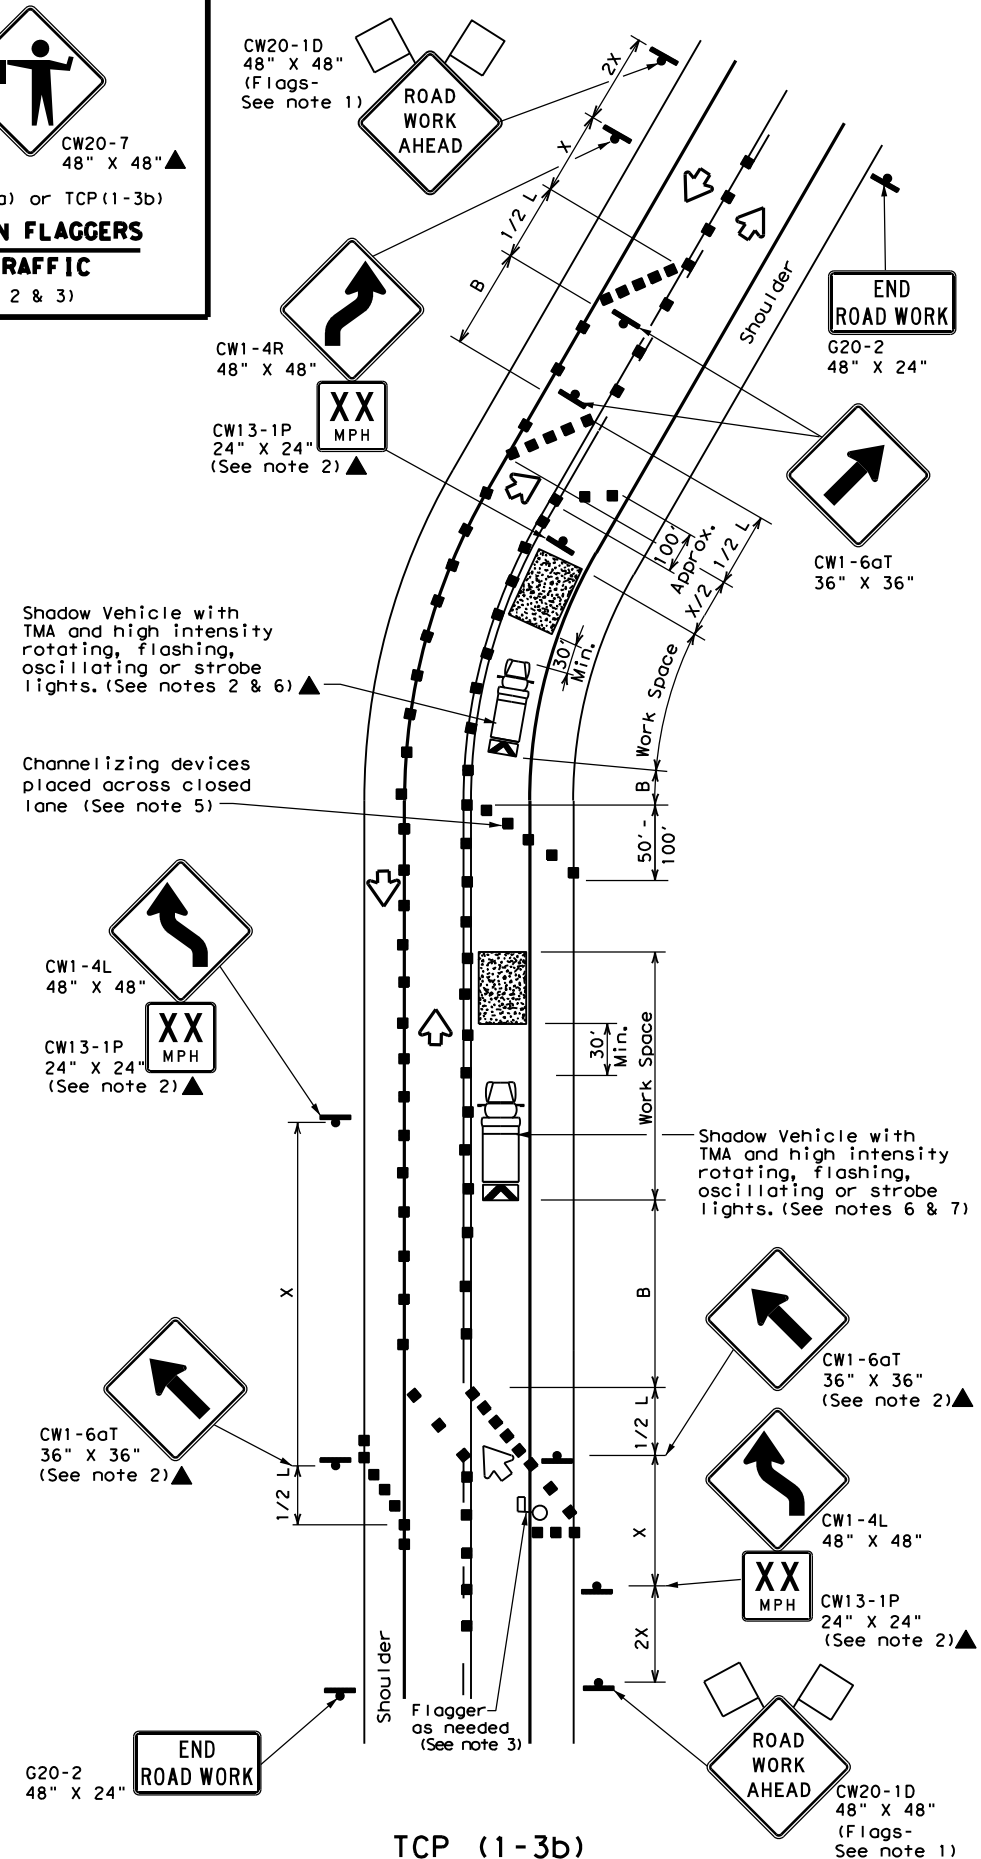 CW20-7
48" X 48"
a) or TCP(1-3b)
N FLAGGERS
RAFFIC
2 & 3)
CW20-1D
48" X 48"
(Flags-
See note 1)
ROAD
WORK
AHEAD
2X
X
1/2 L
B
CW1-4R
48" X 48"
XX
MPH
CW13-1P
24" X 24"
(See note 2)
Shoulder
END
ROAD WORK
G20-2
48" X 24"
CW1-6aT
36" X 36"
100'
Approx.
1/2 L
X/2
30'
Min.
Work Space
B
50' -
100'
Shadow Vehicle with
TMA and high intensity
rotating, flashing,
oscillating or strobe
lights. (See notes 2 & 6)
Channelizing devices
placed across closed
lane (See note 5)
CW1-4L
48" X 48"
XX
MPH
CW13-1P
24" X 24"
(See note 2)
30'
Min.
Work Space
Shadow Vehicle with
TMA and high intensity
rotating, flashing,
oscillating or strobe
lights. (See notes 6 & 7)
X
B
CW1-6aT
36" X 36"
(See note 2)
1/2 L
1/2 L
CW1-6aT
36" X 36"
(See note 2)
X
CW1-4L
48" X 48"
XX
MPH
CW13-1P
24" X 24"
(See note 2)
2X
Shoulder
Flagger
as needed
(See note 3)
END
ROAD WORK
G20-2
48" X 24"
ROAD
WORK
AHEAD
CW20-1D
48" X 48"
(Flags-
See note 1)
TCP (1-3b)